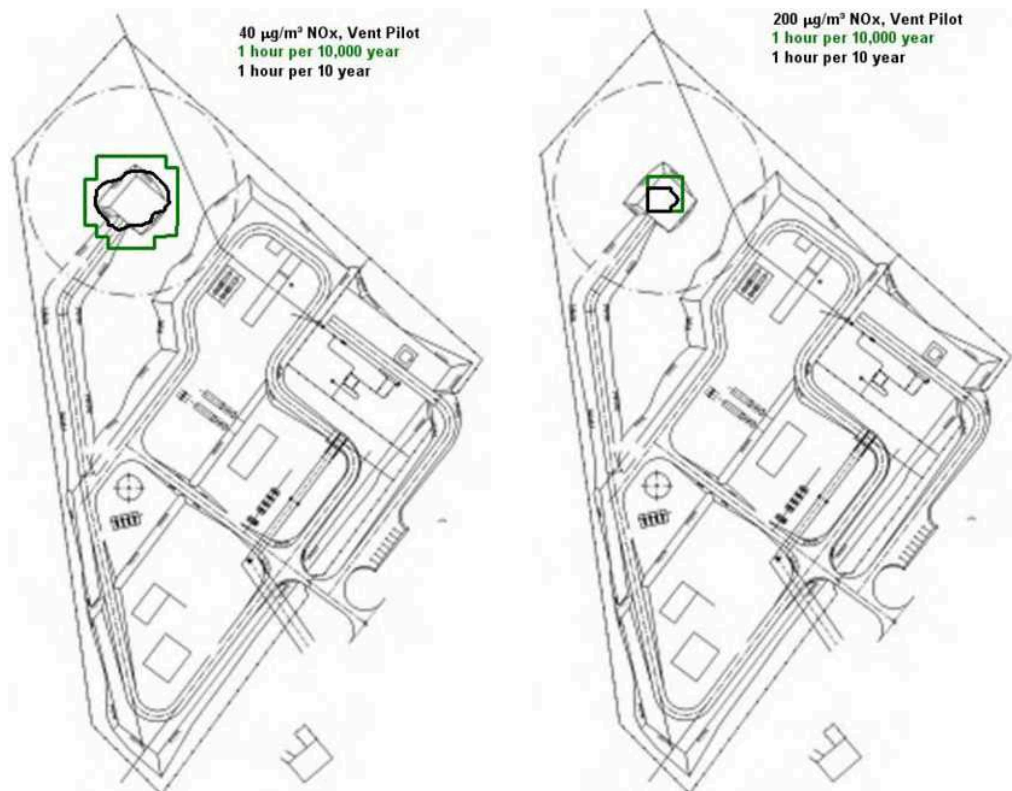 40 µg/m³ NOx, Vent Pilot
1 hour per 10,000 year
1 hour per 10 year
200 µg/m³ NOx, Vent Pilot
1 hour per 10,000 year
1 hour per 10 year